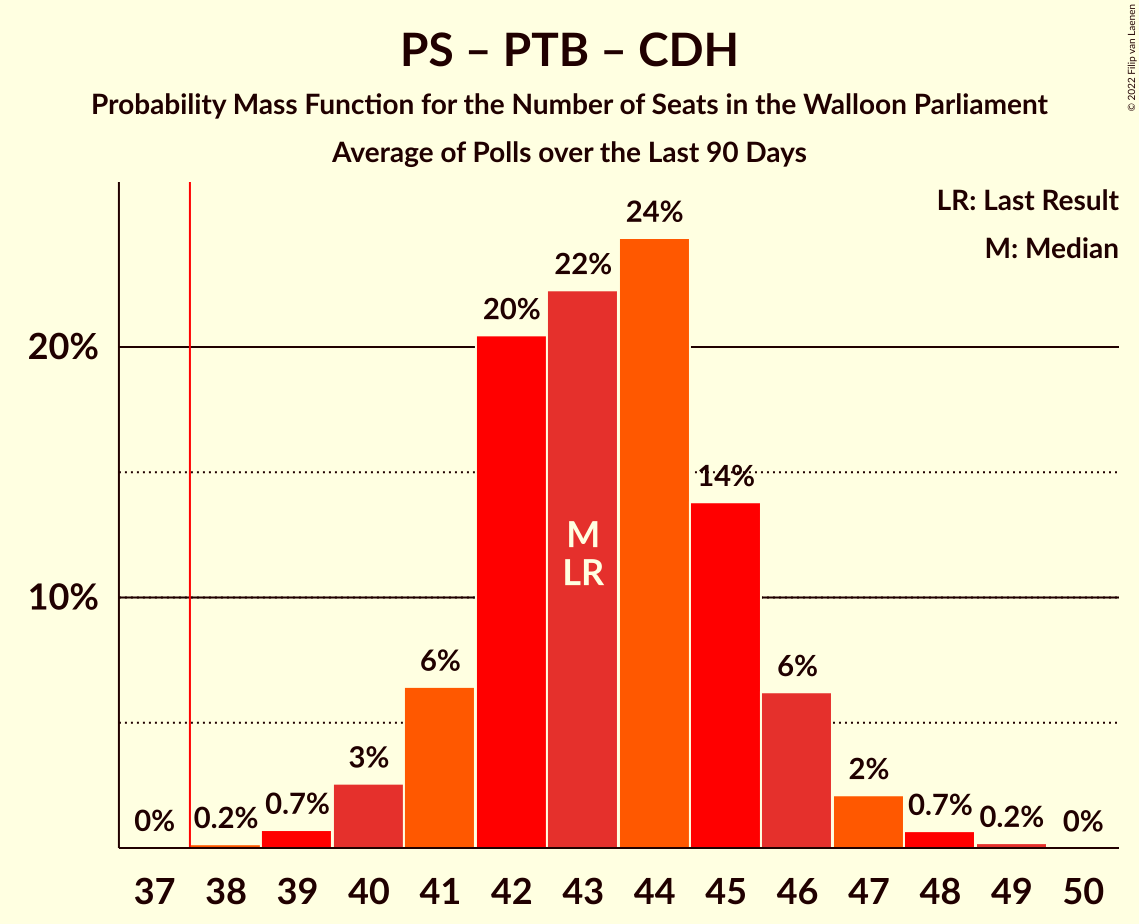 PS – PTB – CDH
Probability Mass Function for the Number of Seats in the Walloon Parliament
Average of Polls over the Last 90 Days
© 2022 Filip van Laenen
LR: Last Result
M: Median
20%
10%
0%
0.2%
0.7%
3%
6%
20%
22%
24%
14%
6%
2%
0.7%
0.2%
0%
M
LR
37 38 39 40 41 42 43 44 45 46 47 48 49 50